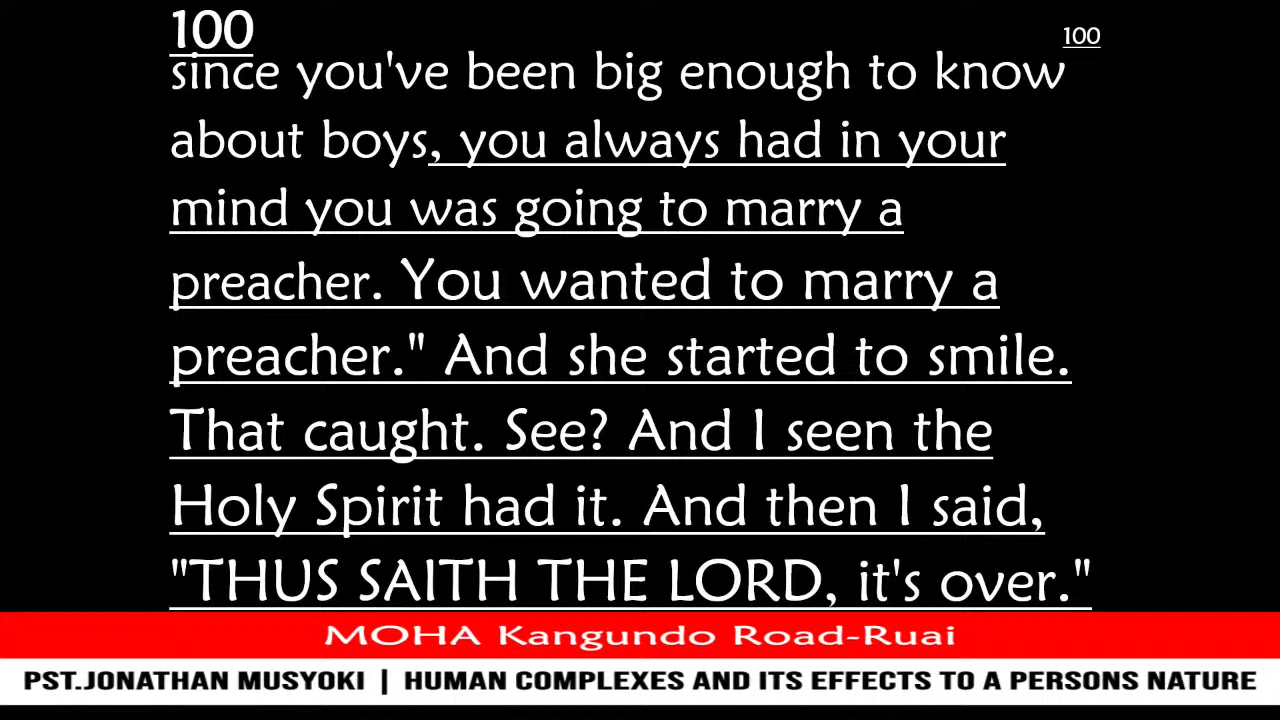 100
100
since you've been big enough to know
about boys, you always had in your
mind you was going to marry a
preacher. You wanted to marry a
preacher." And she started to smile.
That caught. See? And I seen the
Holy Spirit had it. And then I said,
"THUS SAITH THE LORD, it's over."
MOHA Kangundo Road-Ruai
PST.JONATHAN MUSYOKI | HUMAN COMPLEXES AND ITS EFFECTS TO A PERSONS NATURE